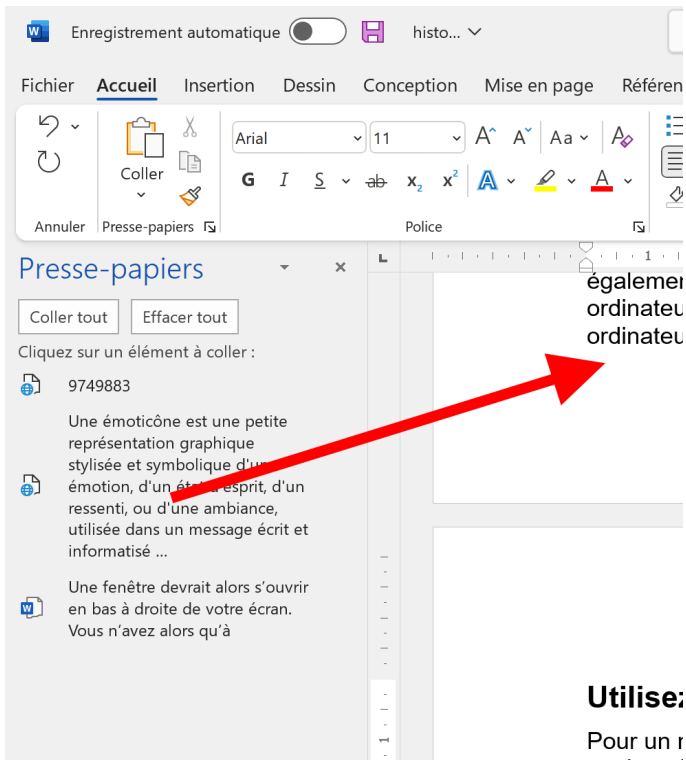 Enregistrement automatique
histo...
Fichier Accueil Insertion Dessin Conception Mise en page Référen
Coller
Arial 11
Aa
G I S ab x₂ x² A A
Annuler Presse-papiers Police
Presse-papiers
1
Coller tout Effacer tout
Cliquez sur un élément à coller :
9749883
Une émoticône est une petite
représentation graphique
stylisée et symbolique d'une
émotion, d'un état d'esprit, d'un
ressenti, ou d'une ambiance,
utilisée dans un message écrit et
informatisé ...
Une fenêtre devrait alors s’ouvrir
en bas à droite de votre écran.
Vous n’avez alors qu’à
égalemen
ordinateu
ordinateu
1
Utilisez
Pour un